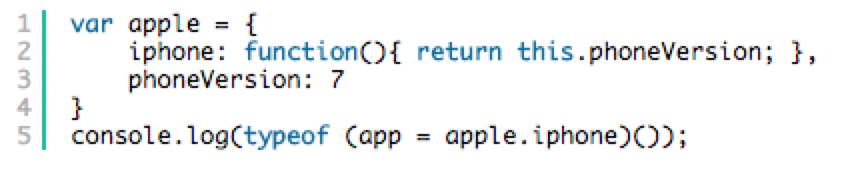 1 var apple = {
2     iphone: function(){ return this.phoneVersion; },
3     phoneVersion: 7
4 }
5 console.log(typeof (app = apple.iphone)());